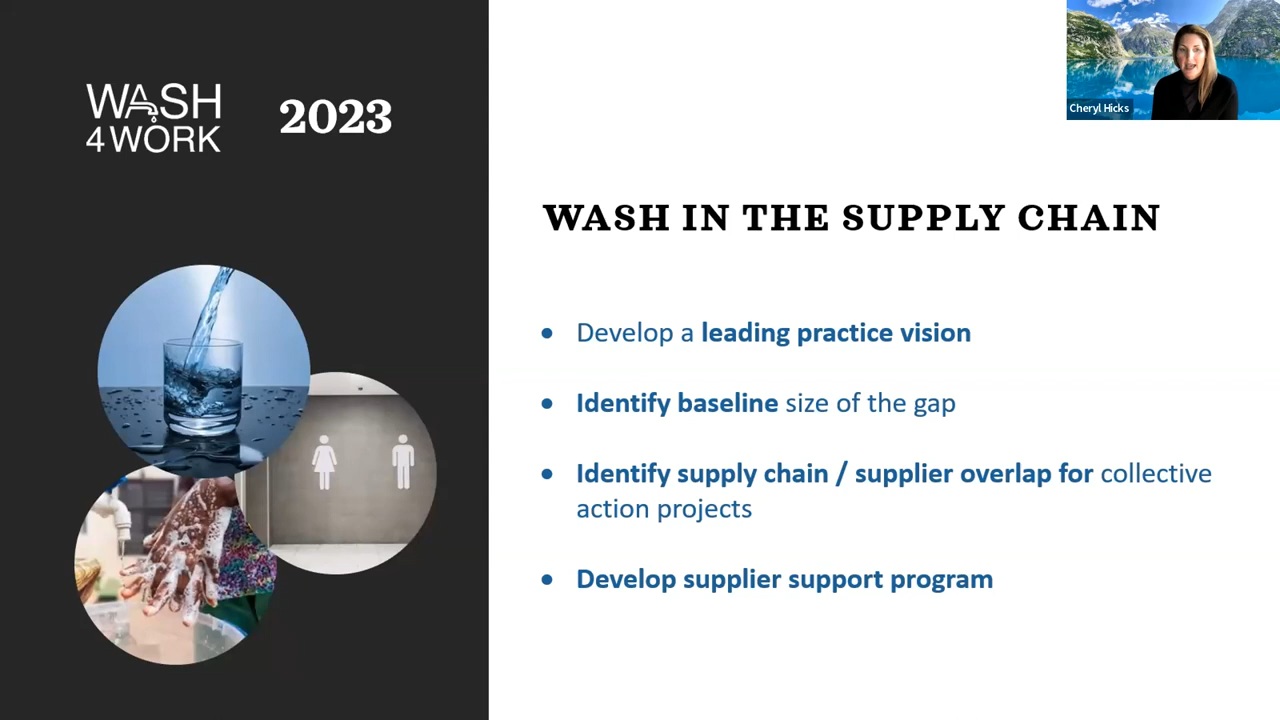 WASH
4WORK
2023
Cheryl Hicks
WASH IN THE SUPPLY CHAIN
• Develop a leading practice vision
• Identify baseline size of the gap
• Identify supply chain / supplier overlap for collective
action projects
• Develop supplier support program